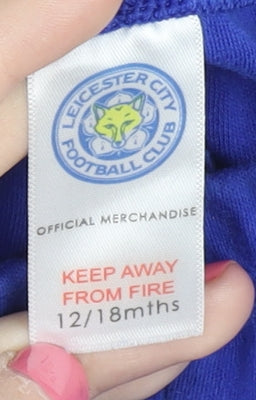 LEICESTER CITY
FOOTBALL CLUB
OFFICIAL MERCHANDISE
KEEP AWAY
FROM FIRE
12/18mths